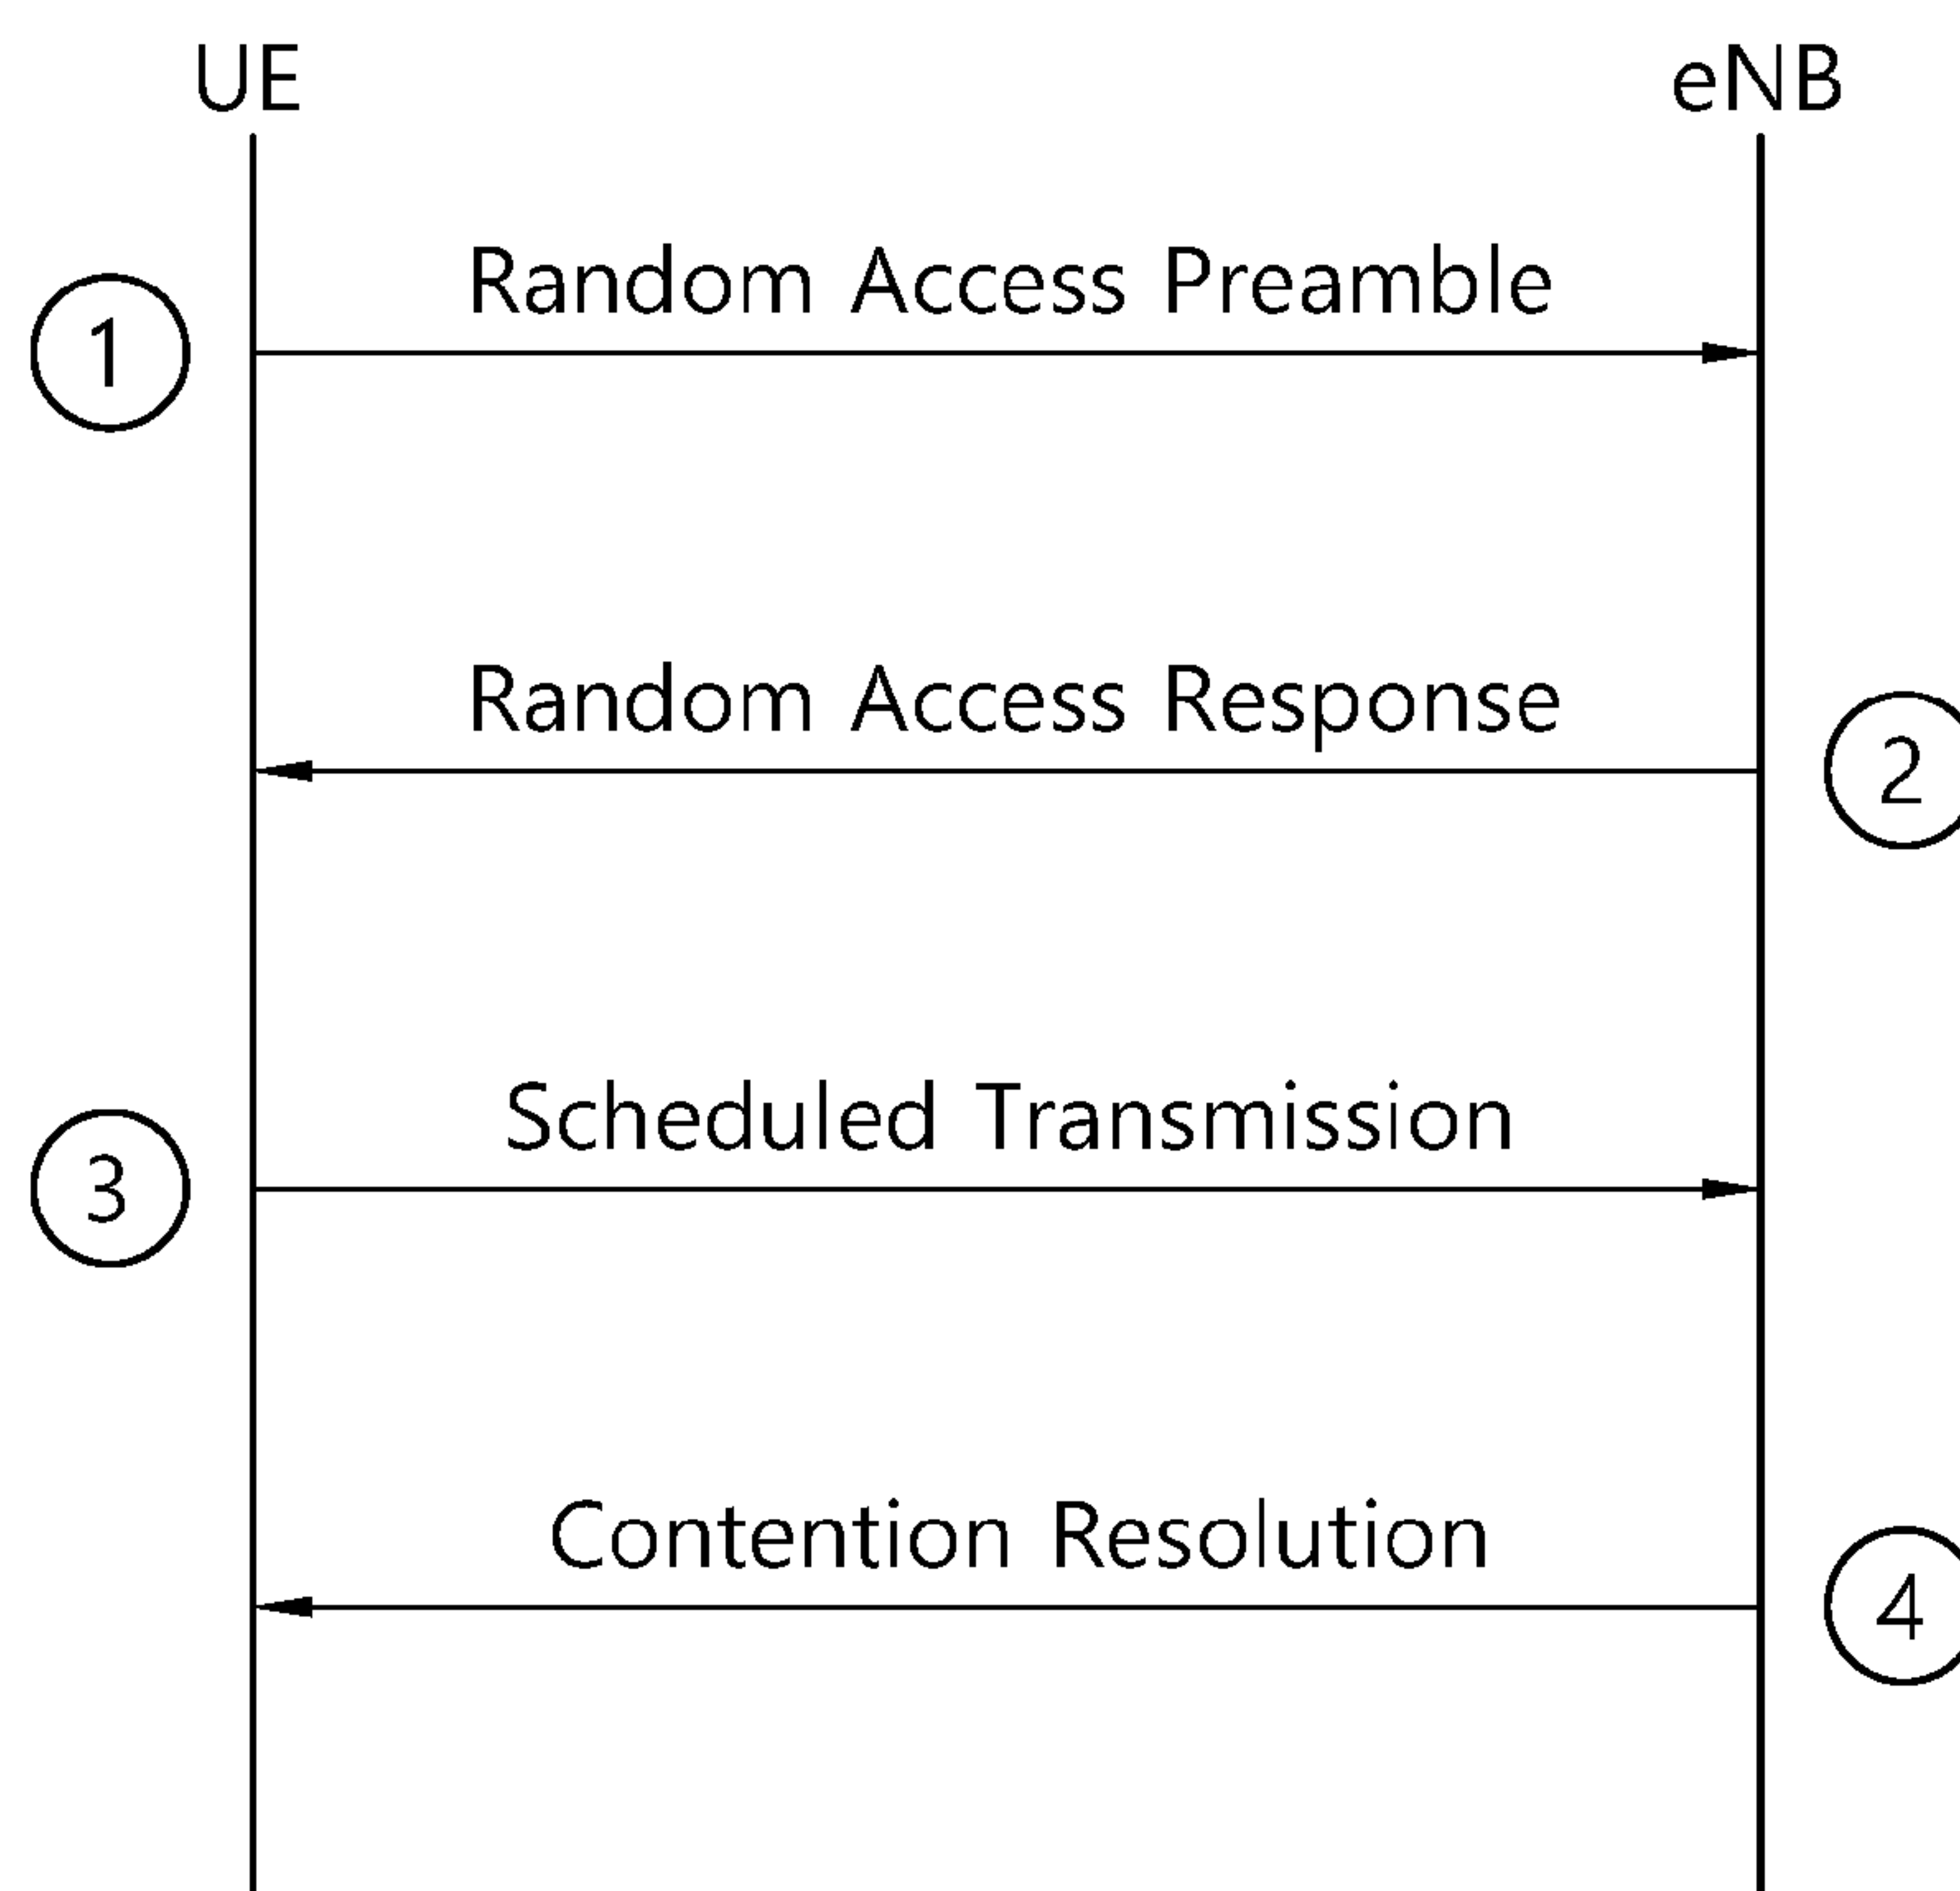 UE eNB
Random Access Preamble
1
Random Access Response
2
Scheduled Transmission
3
Contention Resolution
4